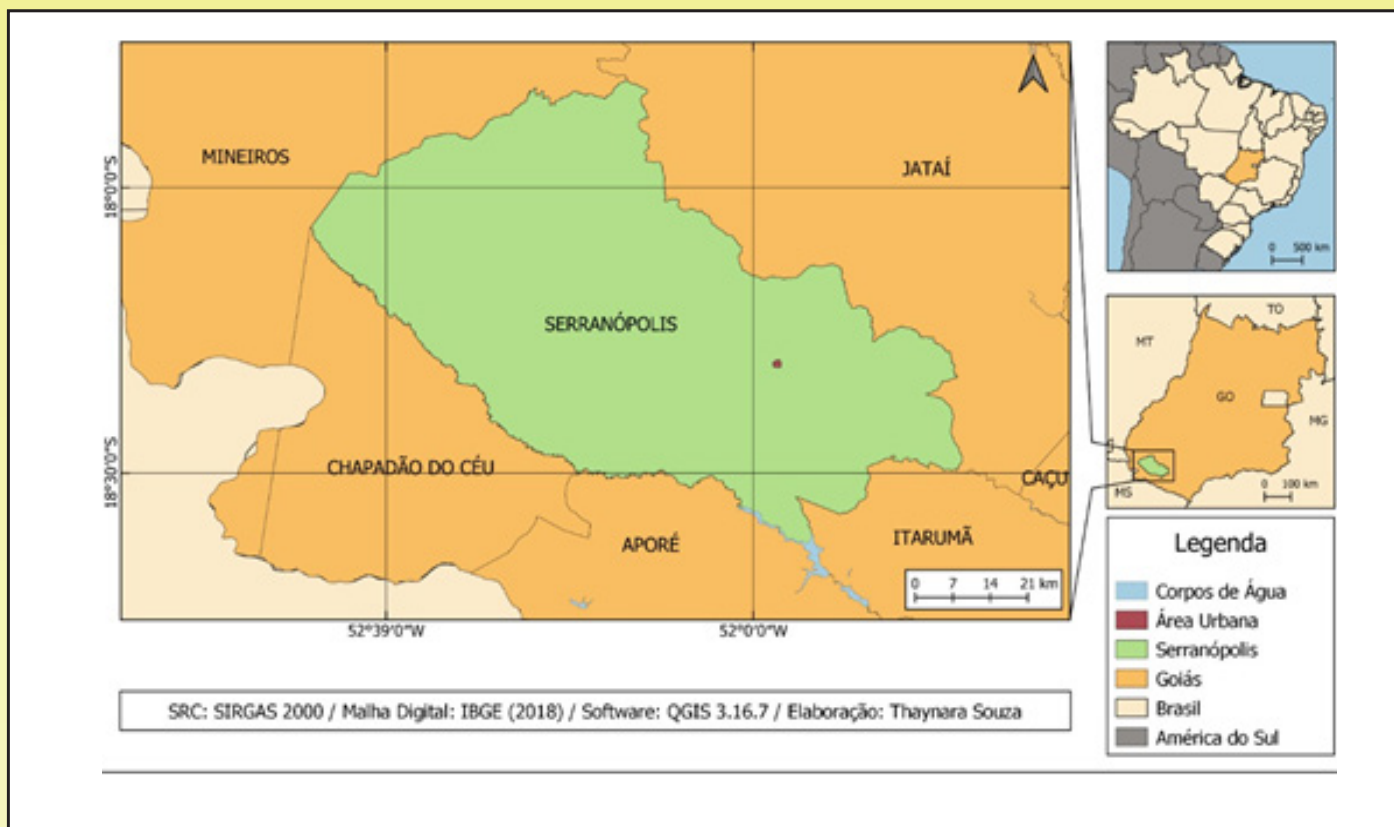 MINEIROS
JATAÍ
SERRANÓPOLIS
CHAPADÃO DO CÉU
CAÇU
APORÉ
ITARUMÃ
18°0'0"S
18°30'0"S
52°39'0"W
52°0'0"W
0 7 14 21 km
0 500 km
TO
MT
GO
MG
MS
0 100 km
Legenda
Corpos de Água
Área Urbana
Serranópolis
Goiás
Brasil
América do Sul
SRC: SIRGAS 2000 / Malha Digital: IBGE (2018) / Software: QGIS 3.16.7 / Elaboração: Thaynara Souza